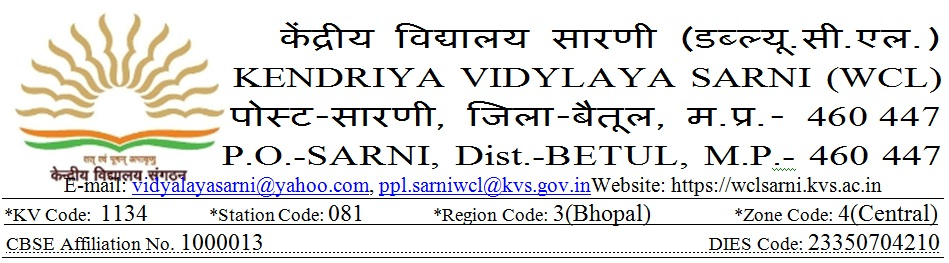 केंद्रीय विद्यालय सारणी (डब्ल्यू.सी.एल.)
KENDRIYA VIDYLAYA SARNI (WCL)
पोस्ट-सारणी, जिला-बैतूल, म.प्र.- 460 447
P.O.-SARNI, Dist.-BETUL, M.P.- 460 447
तत् त्वं पूषन् अपावृणु
केन्द्रीय विद्यालय संगठन
E-mail: vidyalayasarni@yahoo.com, ppl.sarniwcl@kvs.gov.inWebsite: https://wclsarni.kvs.ac.in
*KV Code: 1134 *Station Code: 081 *Region Code: 3(Bhopal) *Zone Code: 4(Central)
CBSE Affiliation No. 1000013 DIES Code: 23350704210